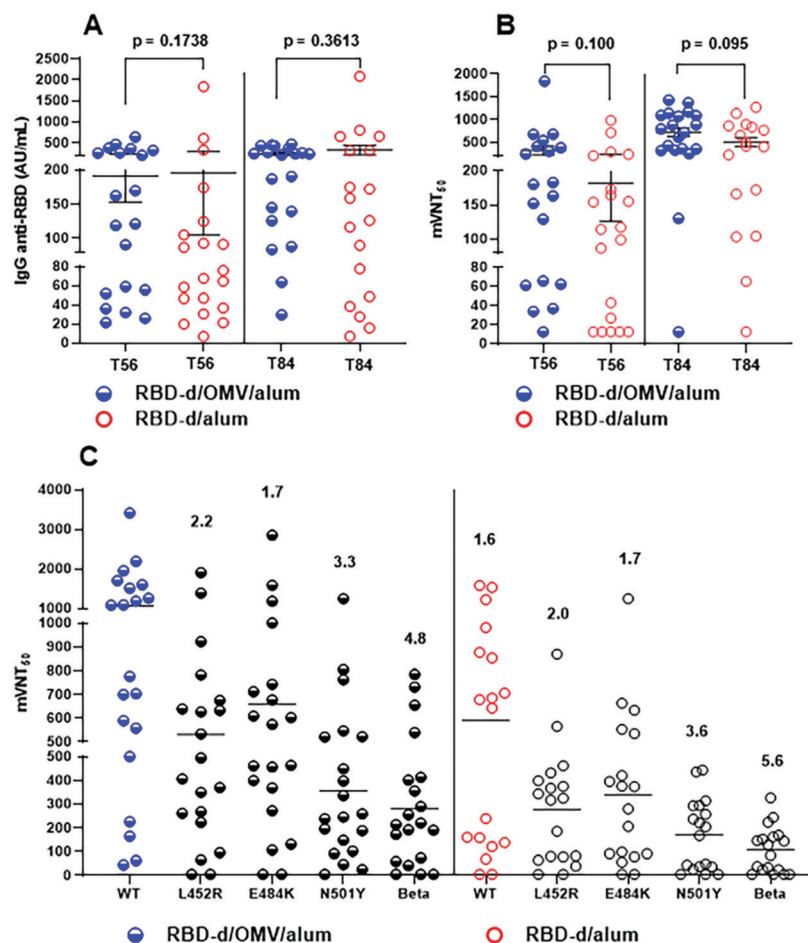 A
p = 0.1738
p = 0.3613
IgG anti-RBD (AU/mL)
2500
2000
1500
1000
500
200
150
100
80
60
40
20
0
T56
T56
T84
T84
RBD-d/OMV/alum
RBD-d/alum
B
p = 0.100
p = 0.095
mVNT50
2000
1500
1000
500
200
150
100
80
60
40
20
0
T56
T56
T84
T84
RBD-d/OMV/alum
RBD-d/alum
C
mVNT50
4000
3000
2000
1000
1000
900
800
700
600
500
500
400
300
200
100
0
2.2
1.7
3.3
4.8
1.6
2.0
1.7
3.6
5.6
WT
L452R
E484K
N501Y
Beta
WT
L452R
E484K
N501Y
Beta
RBD-d/OMV/alum
RBD-d/alum